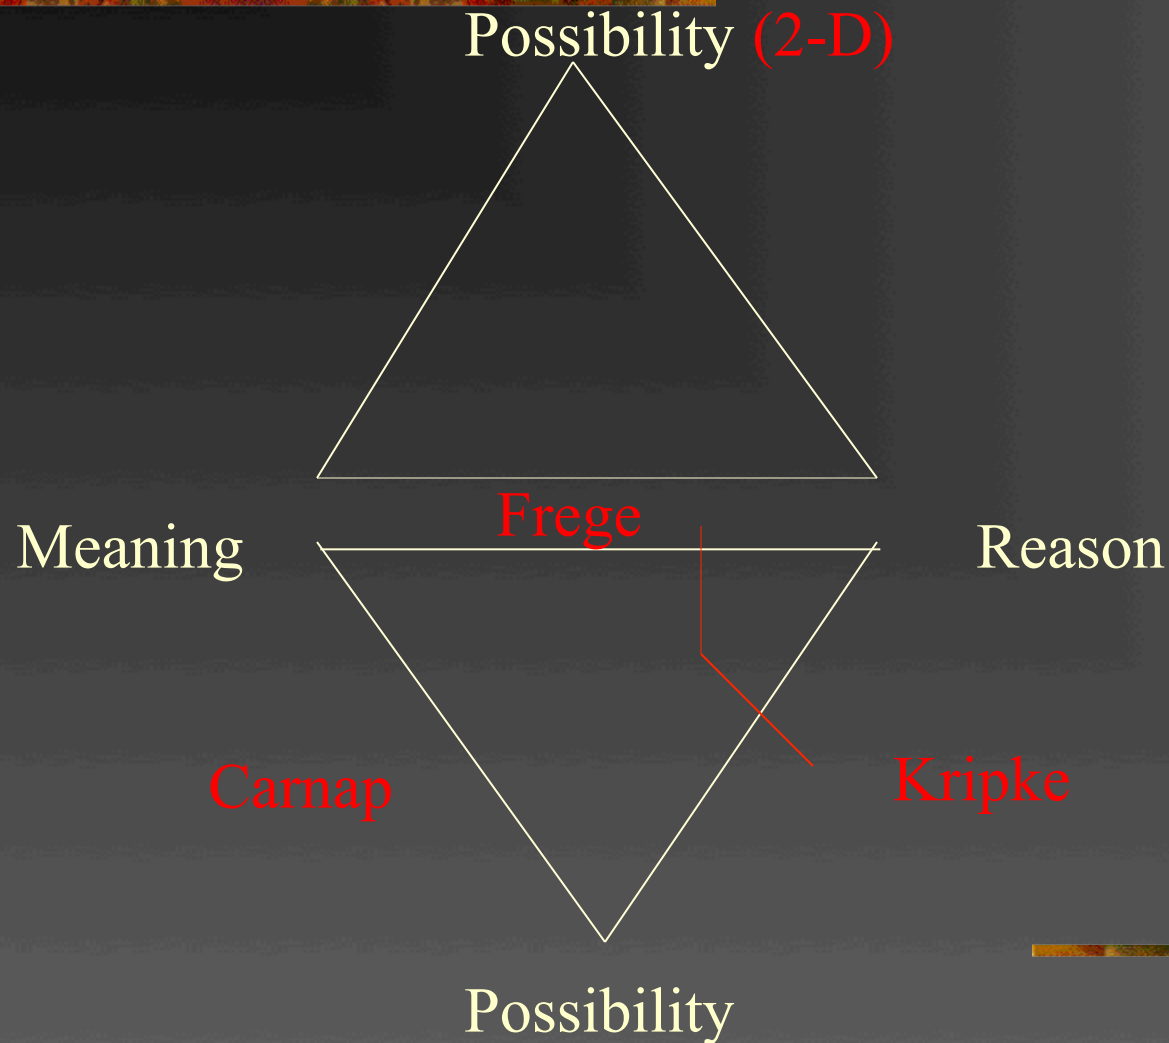 Possibility (2-D)
Frege
Meaning
Reason
Carnap
Kripke
Possibility